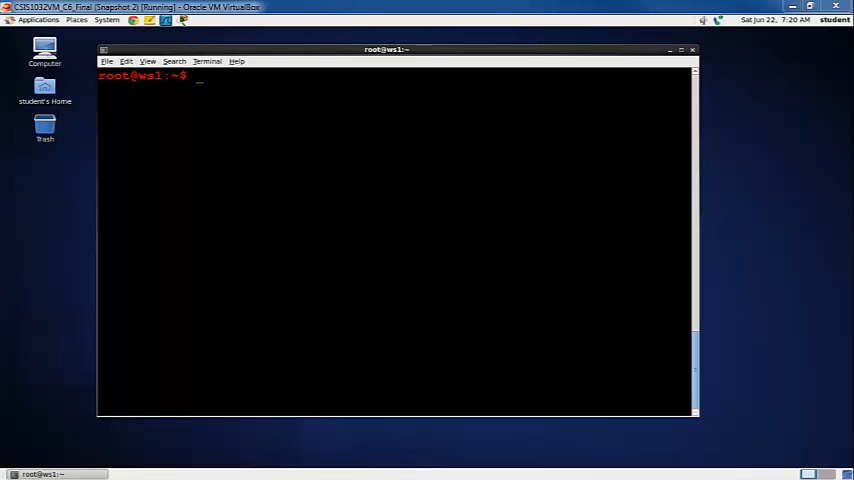 CSIS1032VM_C6_Final (Snapshot 2) [Running] - Oracle VM VirtualBox
Applications Places System
Sat Jun 22, 7:20 AM student
Computer
student's Home
Trash
root@ws1:~
File Edit View Search Terminal Help
root@ws1:~$ _
root@ws1:~